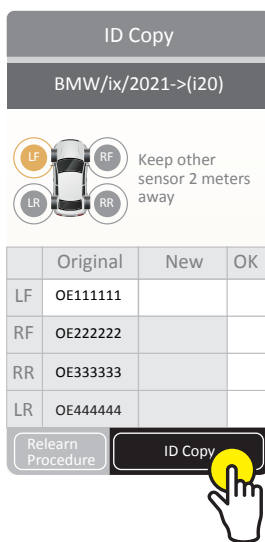 ID Copy
BMW/ix/2021->(i20)
LF RF
LR RR
Keep other
sensor 2 meters
away
Original New OK
LF OE111111
RF OE222222
RR OE333333
LR OE444444
Relearn
Procedure
ID Copy